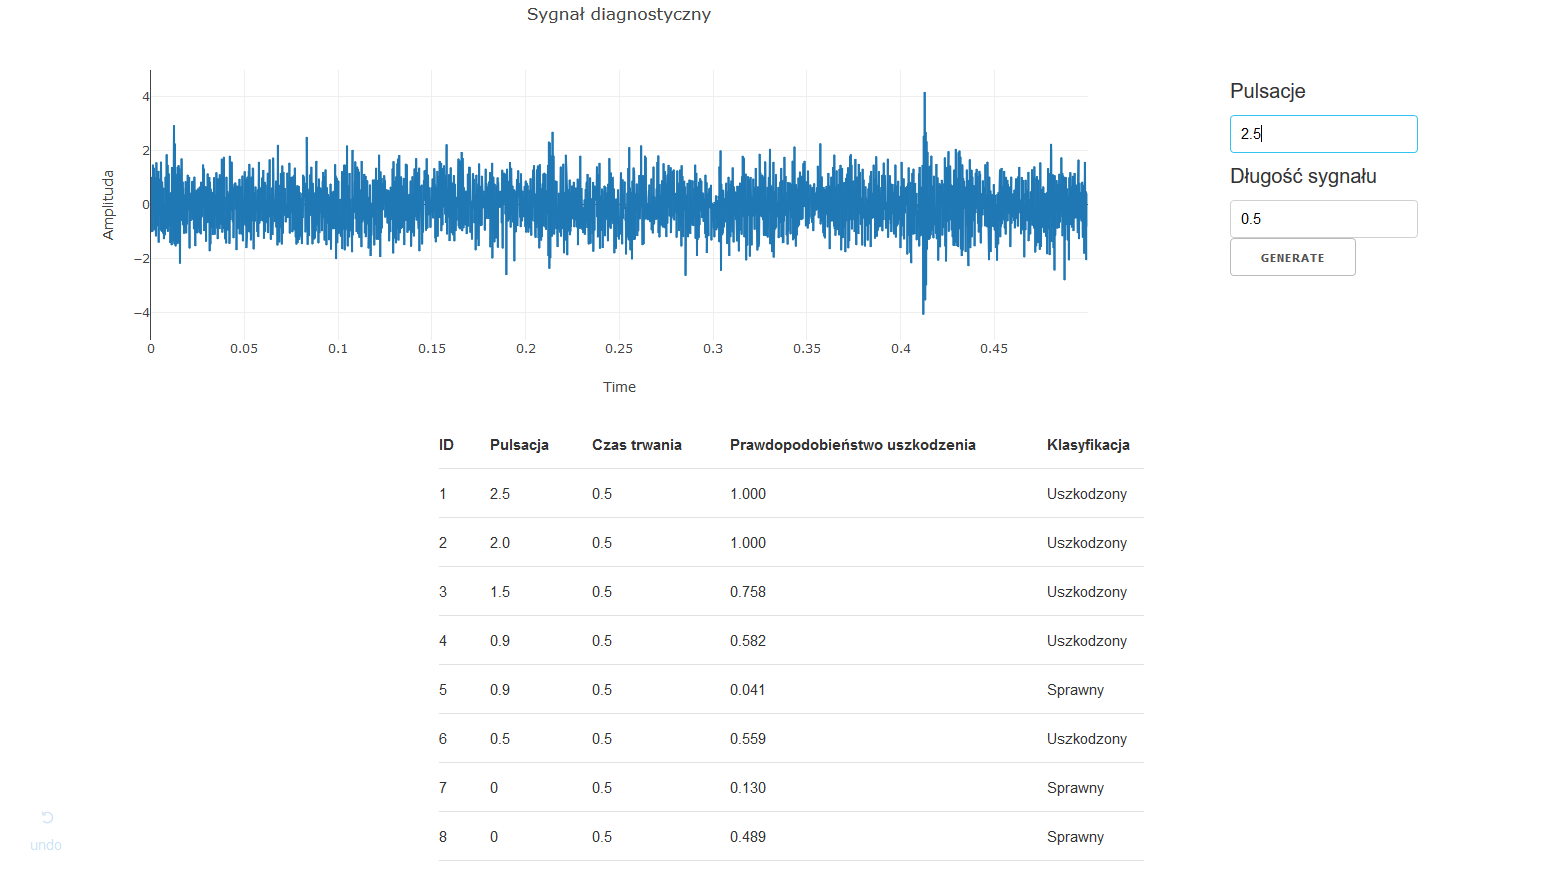 Sygnał diagnostyczny
4
2
0
−2
−4
Amplituda
0 0.05 0.1 0.15 0.2 0.25 0.3 0.35 0.4 0.45
Time
Pulsacje
2.5
Długość sygnału
0.5
GENERATE
ID Pulsacja Czas trwania Prawdopodobieństwo uszkodzenia Klasyfikacja
1 2.5 0.5 1.000 Uszkodzony
2 2.0 0.5 1.000 Uszkodzony
3 1.5 0.5 0.758 Uszkodzony
4 0.9 0.5 0.582 Uszkodzony
5 0.9 0.5 0.041 Sprawny
6 0.5 0.5 0.559 Uszkodzony
7 0 0.5 0.130 Sprawny
8 0 0.5 0.489 Sprawny
undo